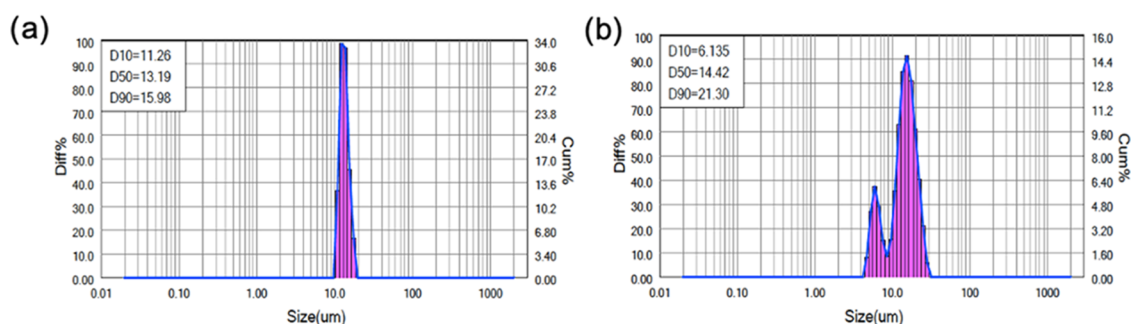 (a)
D10=11.26
D50=13.19
D90=15.98
Diff%
100
90.0
80.0
70.0
60.0
50.0
40.0
30.0
20.0
10.0
0.00
34.0
30.6
27.2
23.8
20.4
17.0
13.6
10.2
6.80
3.40
0.00
Cum%
0.01 0.10 1.00 10.0 100 1000
Size(um)
(b)
D10=6.135
D50=14.42
D90=21.30
Diff%
100
90.0
80.0
70.0
60.0
50.0
40.0
30.0
20.0
10.0
0.00
16.0
14.4
12.8
11.2
9.60
8.00
6.40
4.80
3.20
1.60
0.00
Cum%
0.01 0.10 1.00 10.0 100 1000
Size(um)